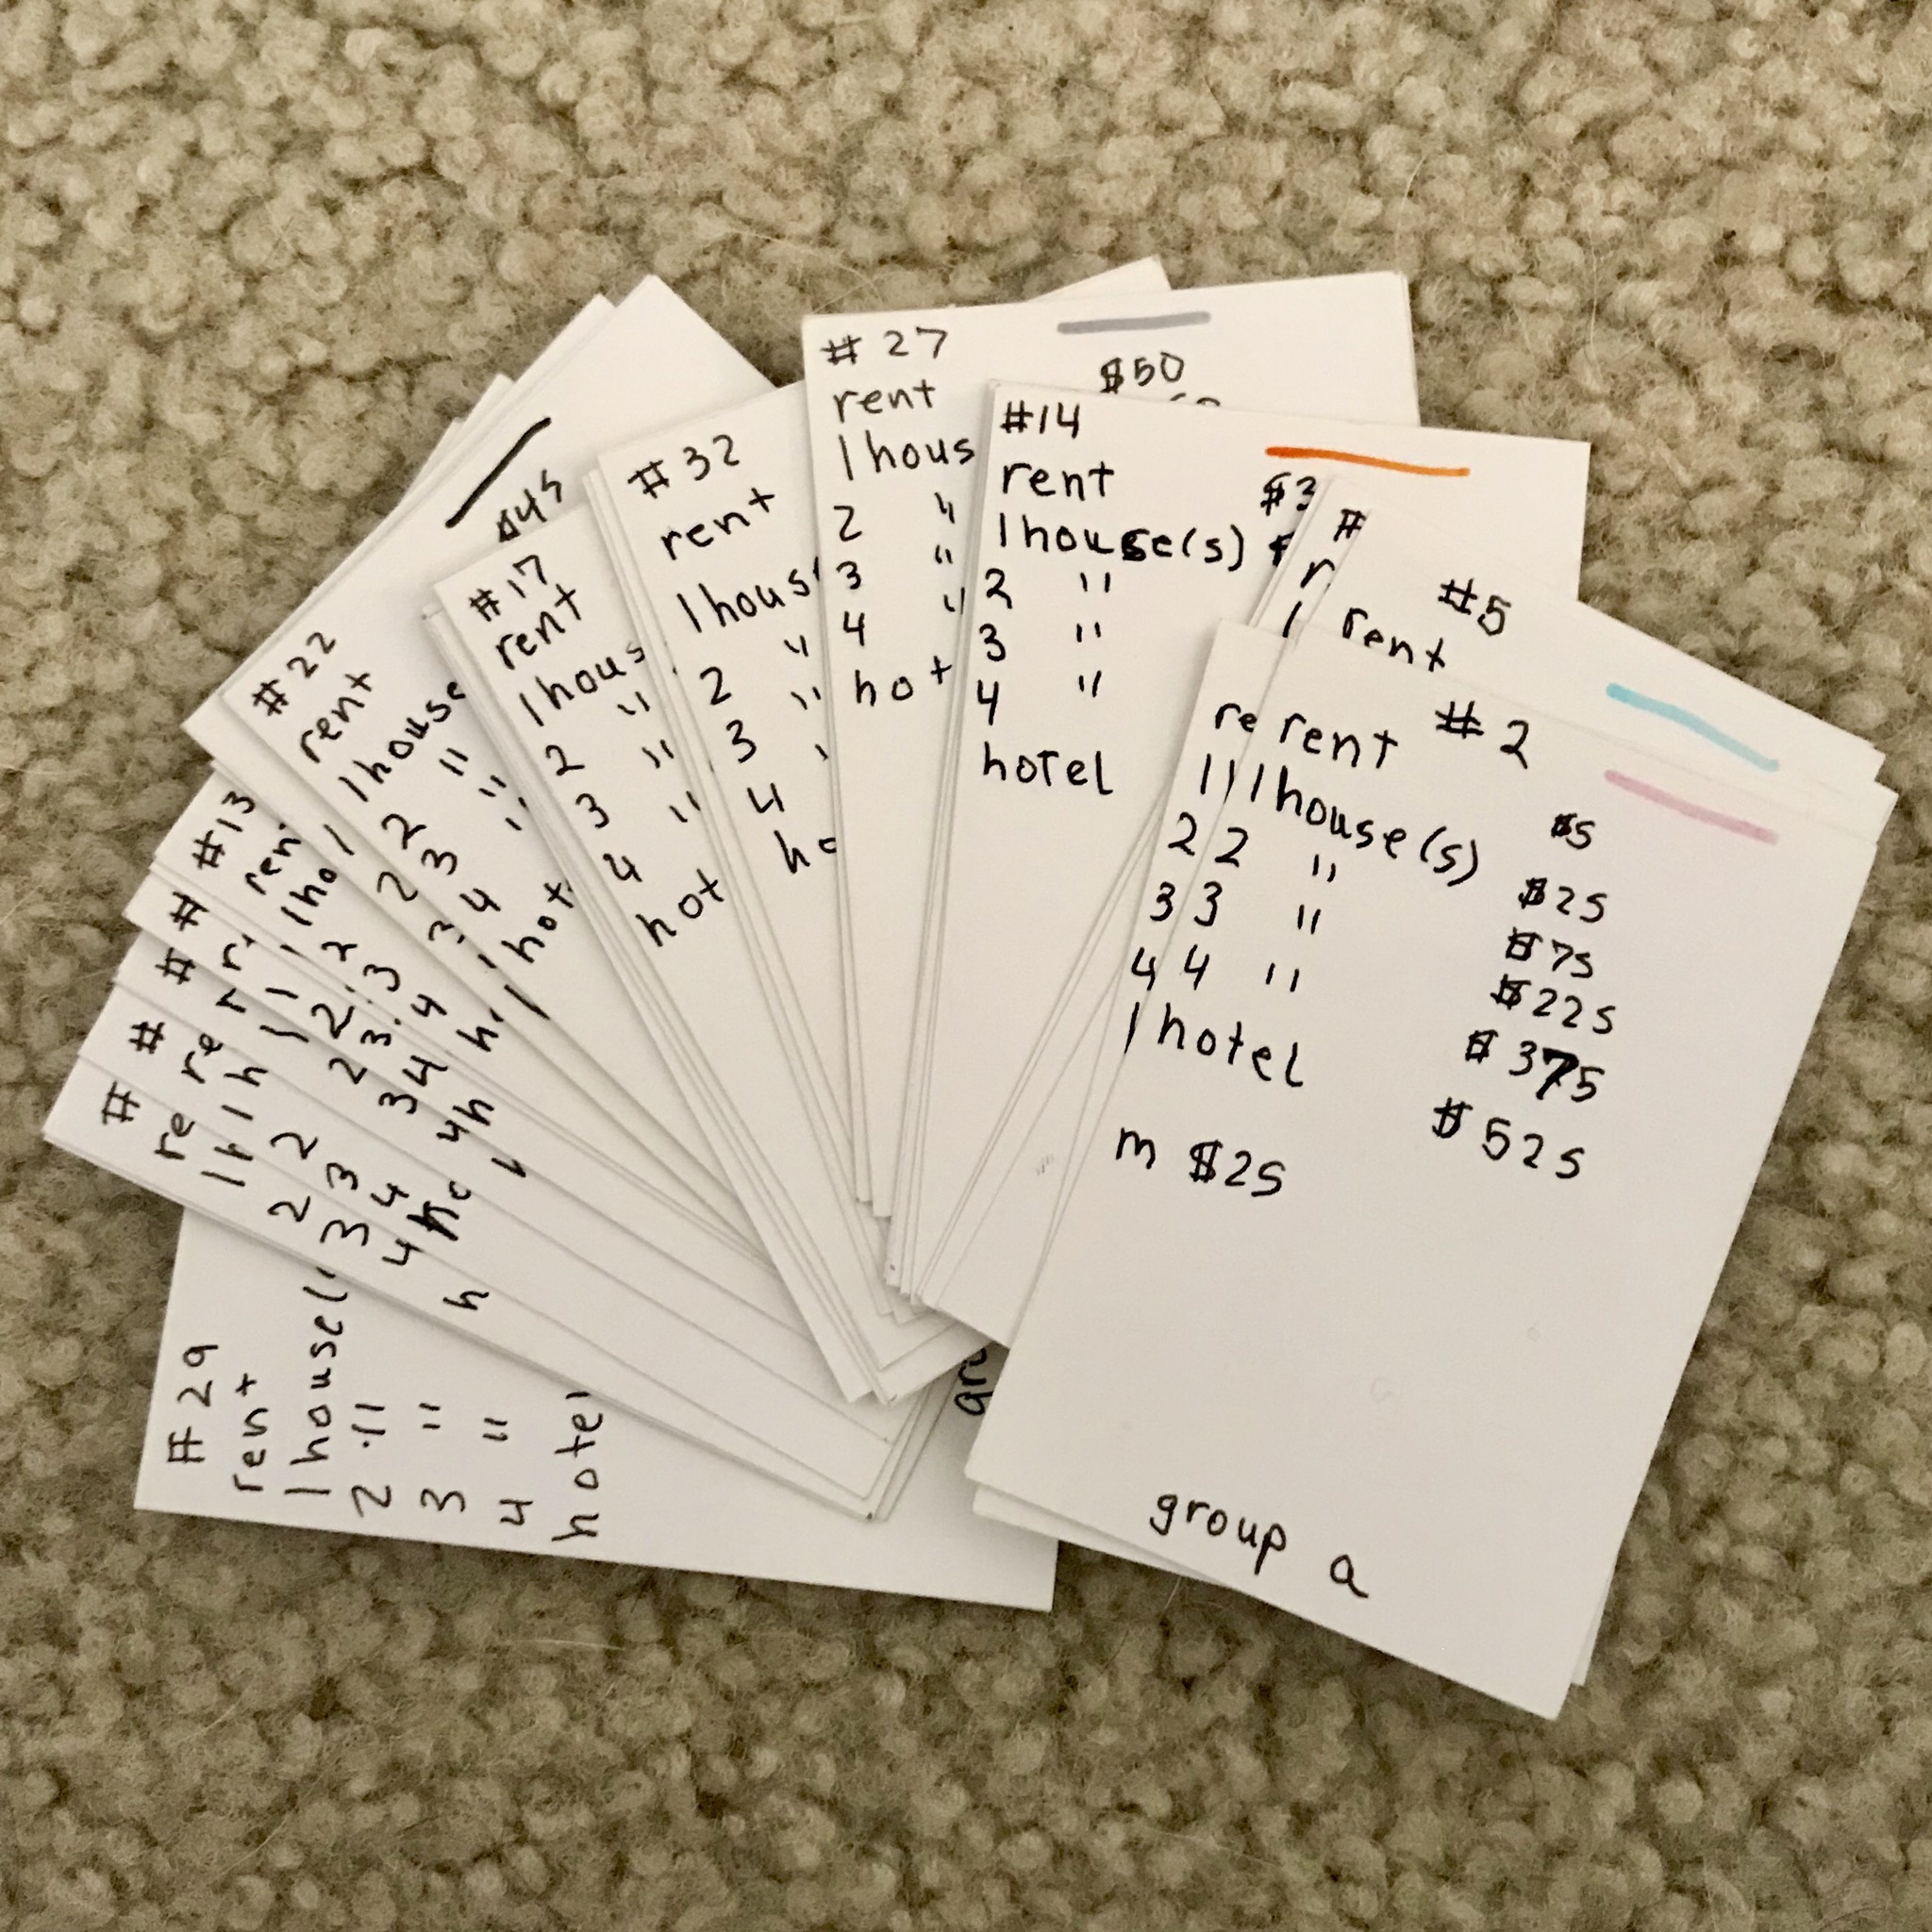 #29
rent
1 house(
2 "
3 "
4 "
hotel
#
re
1 h
2
3
4
h
#
re
1 h
2
3
4
ho
#
r
1
2
3
4
h
#
r
1
2
3
4
h
#13
ren
1 ho
2
3
4
h
#22
rent
1 house
2 "
3 "
4 "
hot
$45
#17
rent
1 hous
2 "
3 "
4 "
hot
#32
rent
1 hous
2 "
3 "
4
ho
#27
$50
rent
1 hous
2 "
3 "
4 "
hot
#14
rent $3
1 house(s) $
2 "
3 "
4 "
hotel
#
r
1
#5
rent
re
1
2
3
4
1
#2
rent $5
1 house(s) $25
2 " $75
3 " $225
4 " $375
hotel $525
m $25
group a
gro